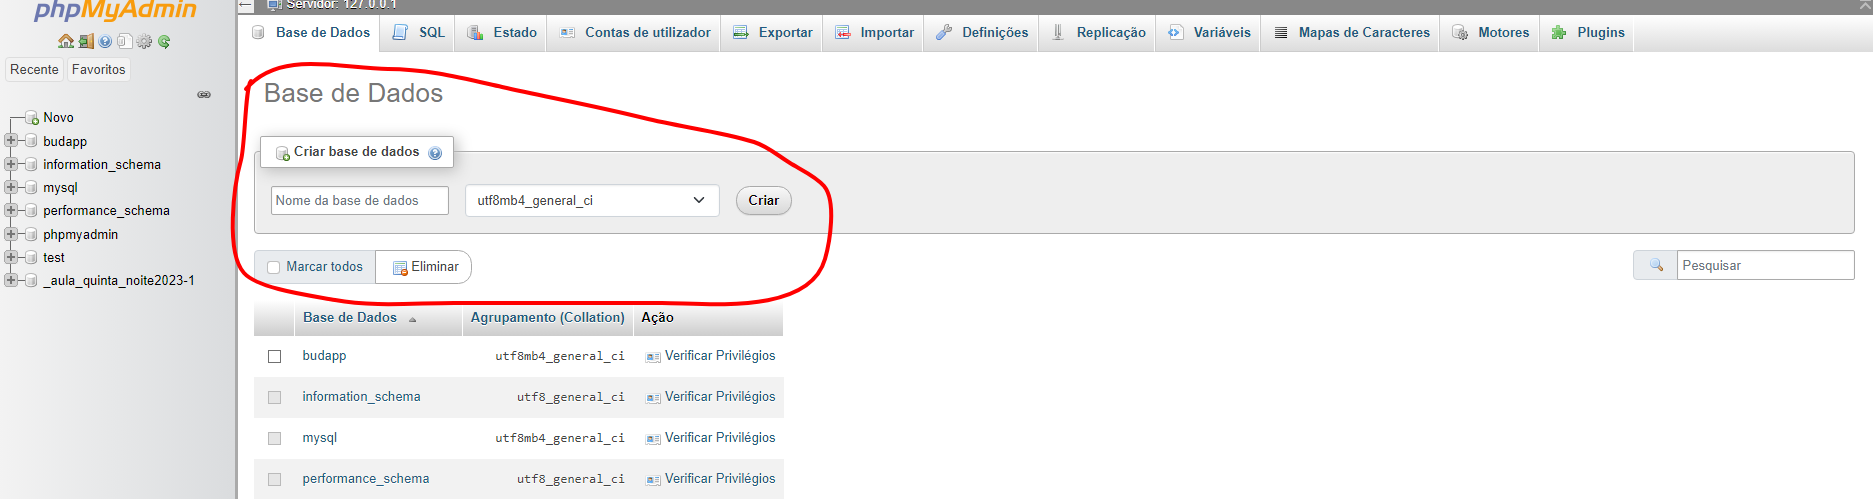 phpMyAdmin
Servidor: 127.0.0.1
Base de Dados SQL Estado Contas de utilizador Exportar Importar Definições Replicação Variáveis Mapas de Caracteres Motores Plugins
Recente Favoritos
Novo
budapp
information_schema
mysql
performance_schema
phpmyadmin
test
_aula_quinta_noite2023-1
Base de Dados
Criar base de dados
Nome da base de dados utf8mb4_general_ci Criar
Marcar todos Eliminar Pesquisar
Base de Dados Agrupamento (Collation) Ação
budapp utf8mb4_general_ci Verificar Privilégios
information_schema utf8_general_ci Verificar Privilégios
mysql utf8mb4_general_ci Verificar Privilégios
performance_schema utf8_general_ci Verificar Privilégios